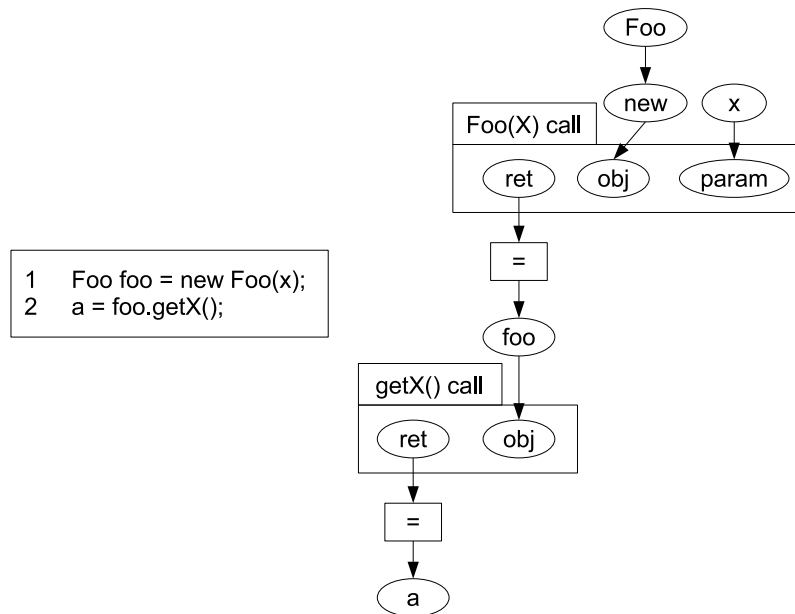 Foo
new
x
Foo(X) call
ret
obj
param
=
1 Foo foo = new Foo(x);
2 a = foo.getX();
foo
getX() call
ret
obj
=
a